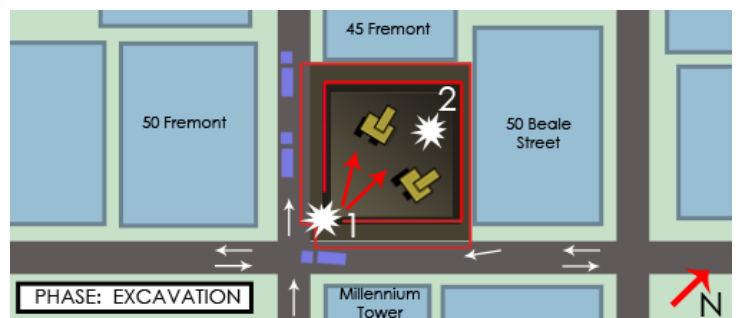 45 Fremont
2
50 Fremont
50 Beale
Street
1
PHASE: EXCAVATION
Millennium
Tower
N